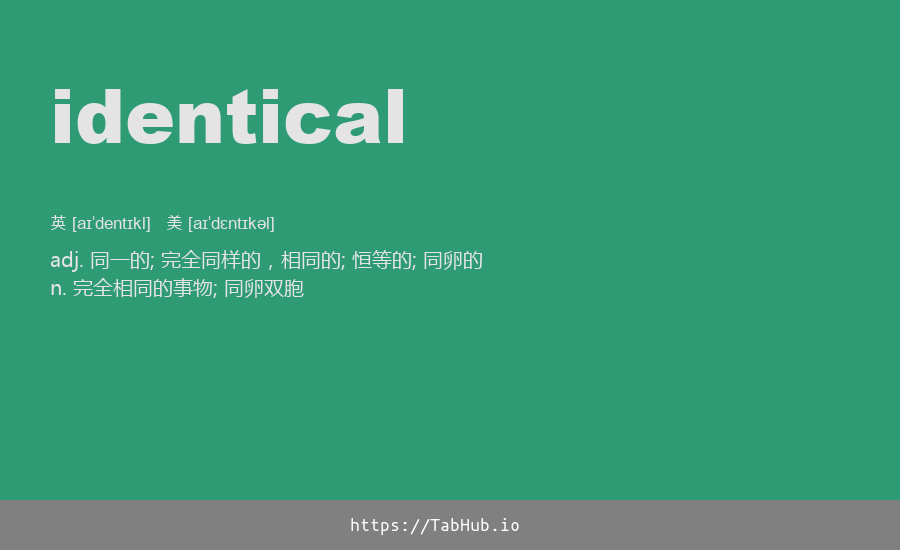 identical
英 [aɪˈdentɪkl] 美 [aɪˈdɛntɪkəl]
adj. 同一的; 完全同样的，相同的; 恒等的; 同卵的
n. 完全相同的事物; 同卵双胞
https://TabHub.io